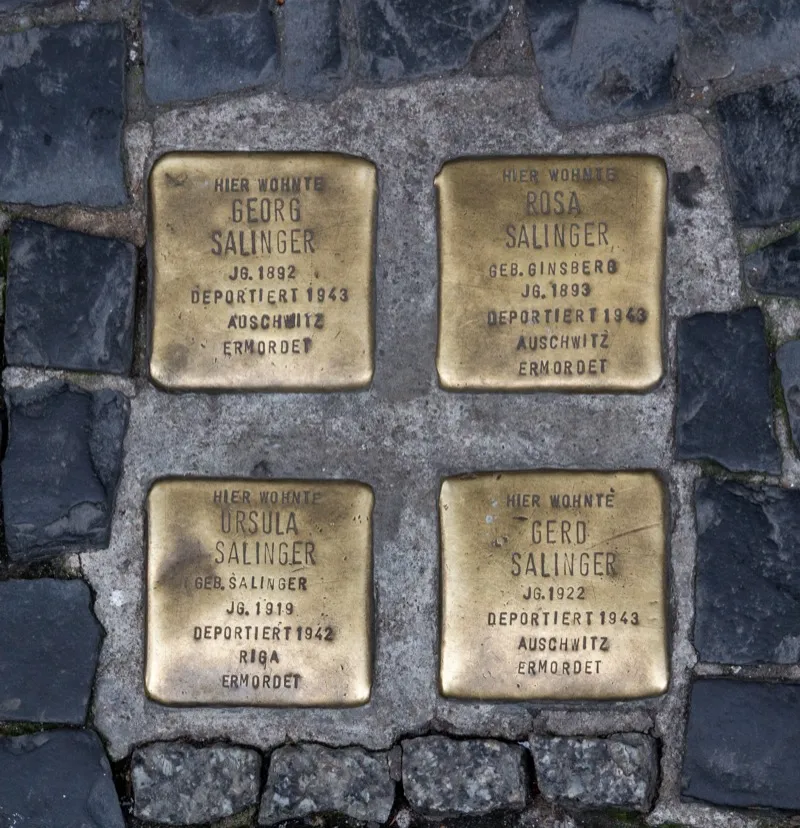 HIER WOHNTE
GEORG
SALINGER
JG. 1892
DEPORTIERT 1943
AUSCHWITZ
ERMORDET
HIER WOHNTE
ROSA
SALINGER
GEB. GINSBERG
JG. 1893
DEPORTIERT 1943
AUSCHWITZ
ERMORDET
HIER WOHNTE
URSULA
SALINGER
GEB. SALINGER
JG. 1919
DEPORTIERT 1942
RIGA
ERMORDET
HIER WOHNTE
GERD
SALINGER
JG. 1922
DEPORTIERT 1943
AUSCHWITZ
ERMORDET